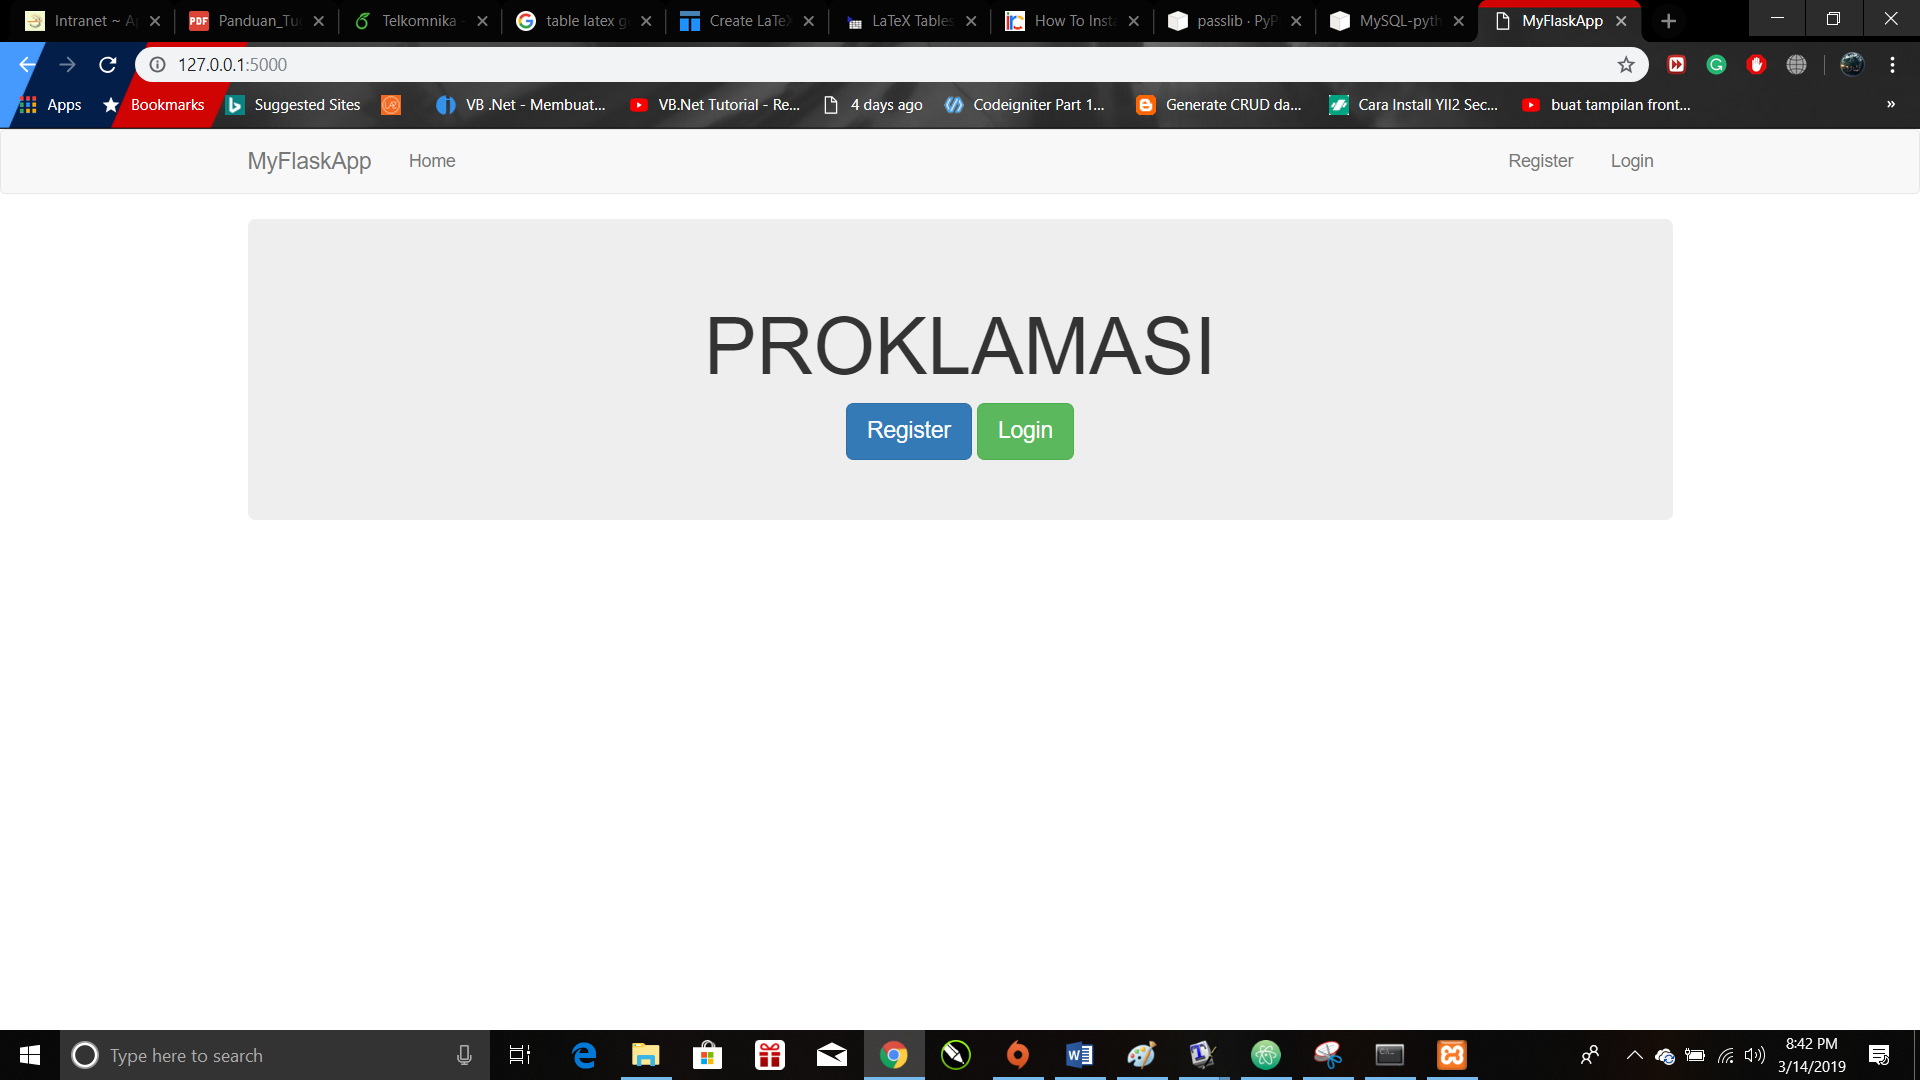 Intranet ~ A
Panduan_Tu
Telkomnika -
table latex g
Create LaTeX
LaTeX Tables
How To Insta
passlib · PyP
MySQL-pyth
MyFlaskApp
127.0.0.1:5000
Apps
Bookmarks
Suggested Sites
VB .Net - Membuat...
VB.Net Tutorial - Re...
4 days ago
Codeigniter Part 1...
Generate CRUD da...
Cara Install YII2 Sec...
buat tampilan front...
»
MyFlaskApp
Home
Register
Login
PROKLAMASI
Register
Login
Type here to search
8:42 PM
3/14/2019